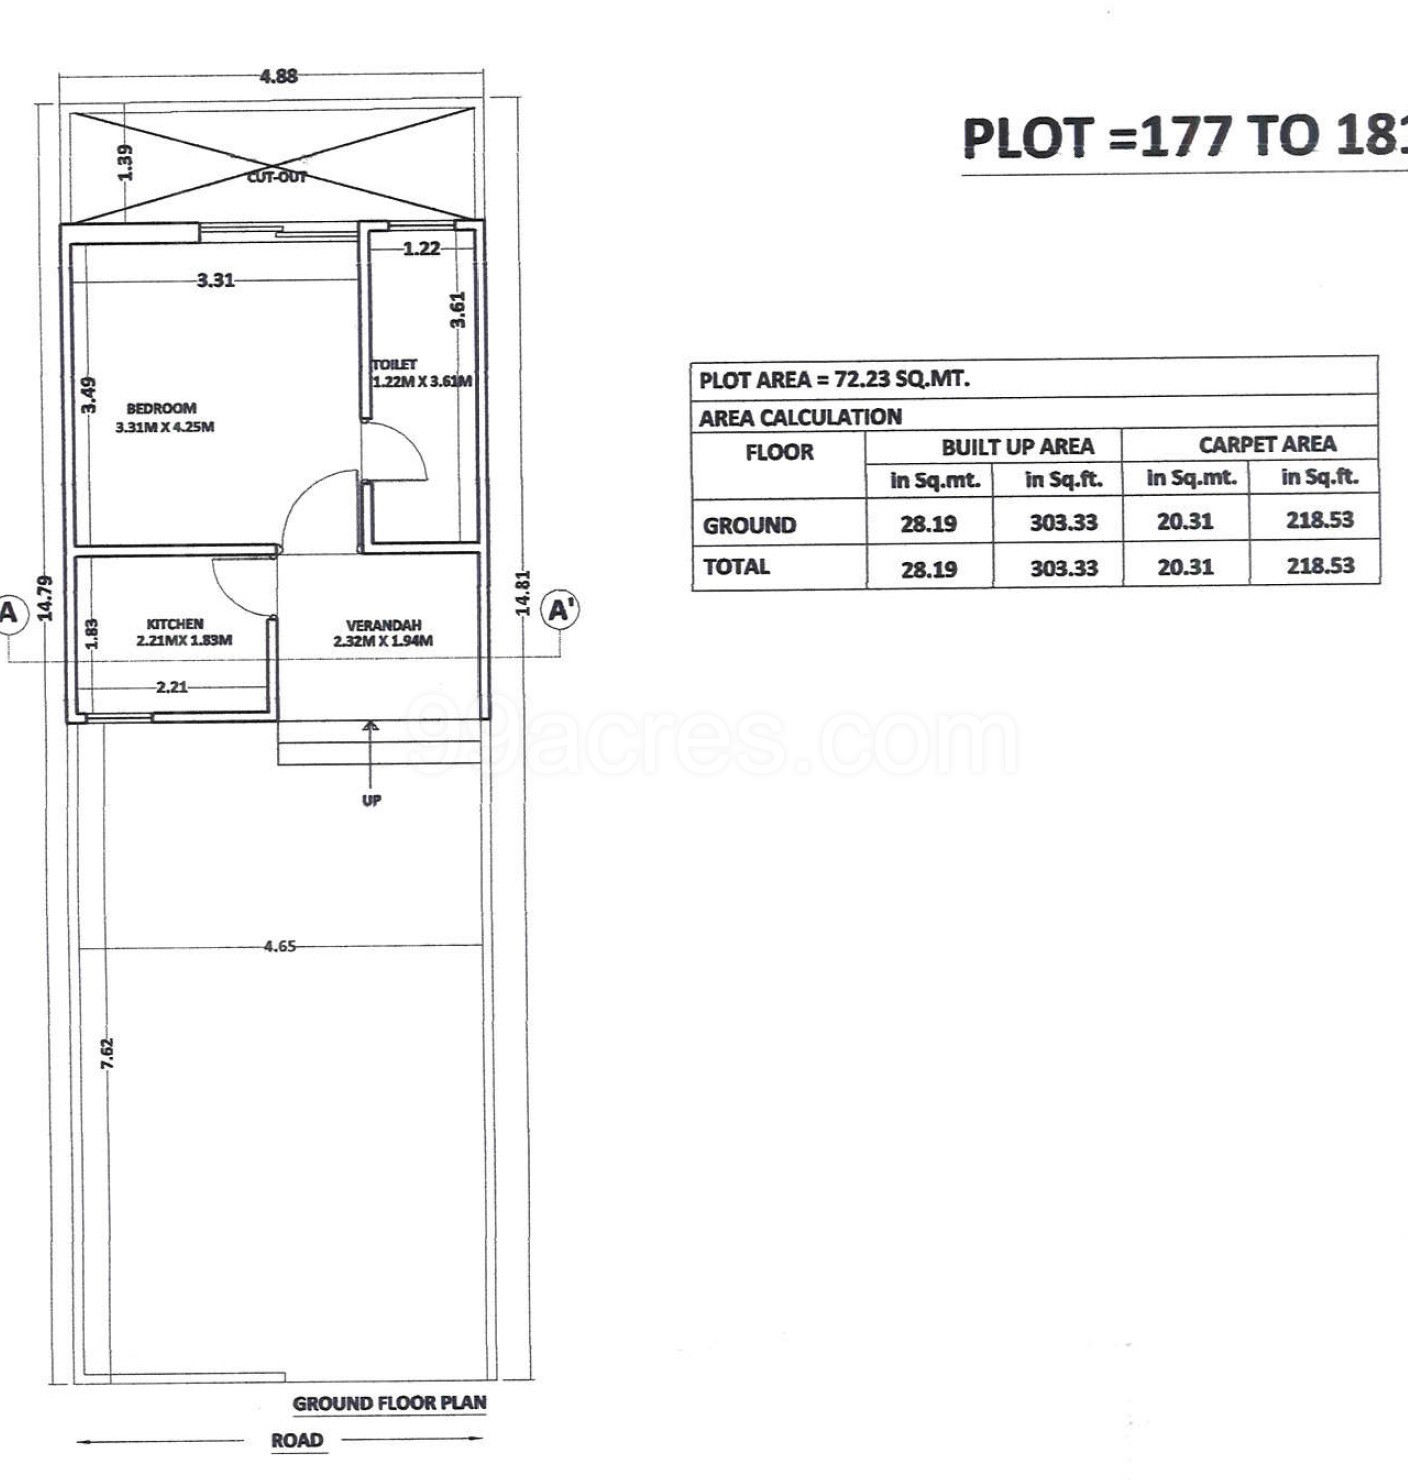 4.88
PLOT =177 TO 181
1.39
CUT-OUT
1.22
3.31
3.61
TOILET
1.22M X 3.61M
3.49
BEDROOM
3.31M X 4.25M
PLOT AREA = 72.23 SQ.MT.
AREA CALCULATION
FLOOR BUILT UP AREA CARPET AREA
in Sq.mt. in Sq.ft. in Sq.mt. in Sq.ft.
GROUND 28.19 303.33 20.31 218.53
TOTAL 28.19 303.33 20.31 218.53
14.79
14.81
A
A'
1.83
KITCHEN
2.21MX 1.83M
VERANDAH
2.32M X 1.94M
2.21
99acres.com
UP
4.65
7.62
GROUND FLOOR PLAN
ROAD